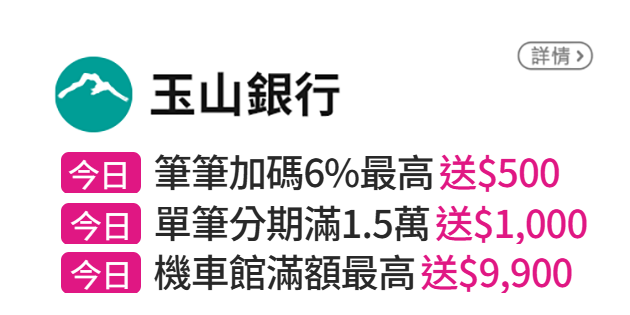 詳情 >
玉山銀行
今日 筆筆加碼6%最高送$500
今日 單筆分期滿1.5萬送$1,000
今日 機車館滿額最高送$9,900